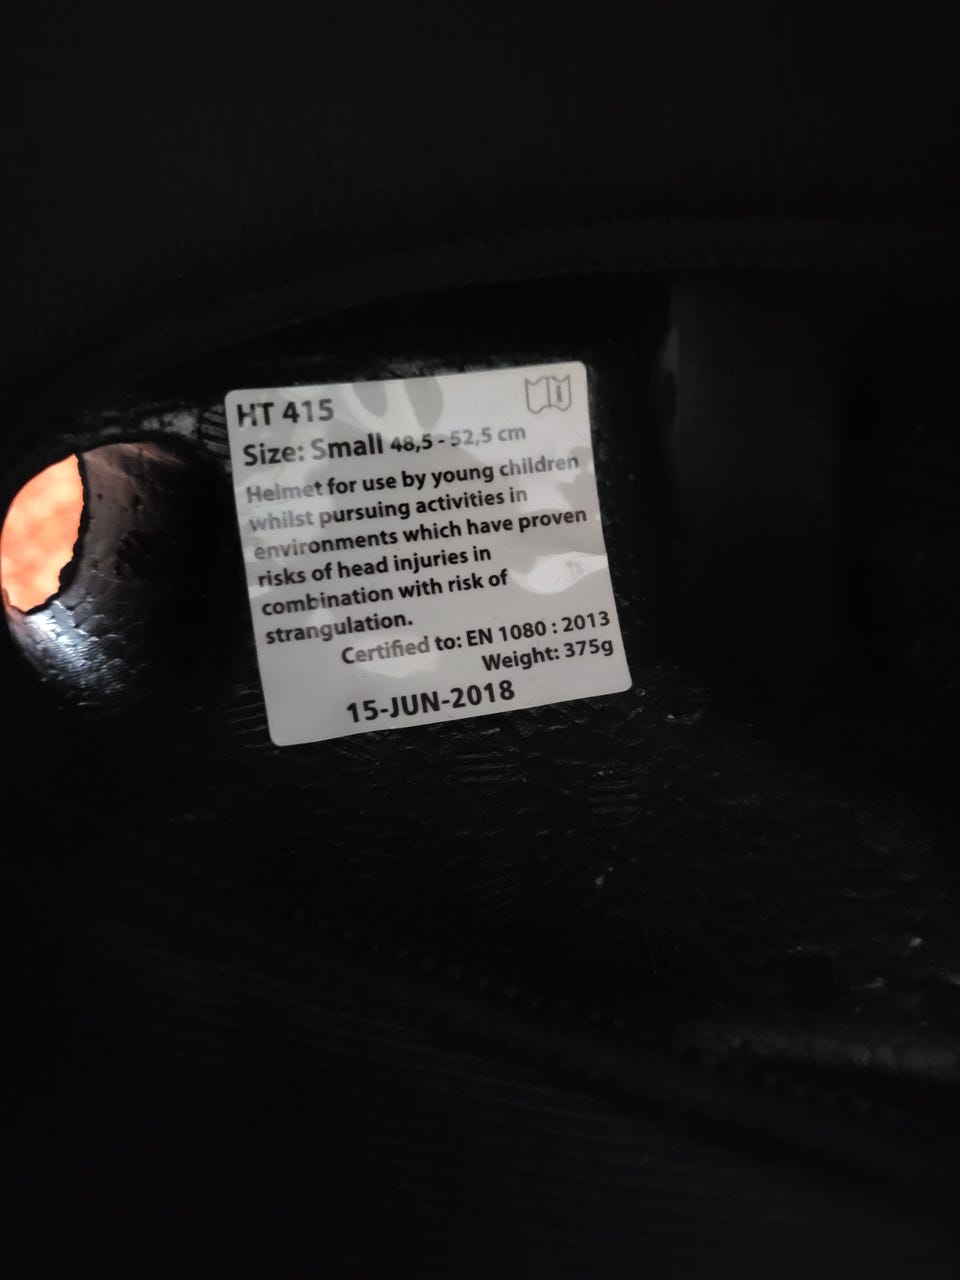 HT 415
Size: Small 48,5 - 52,5 cm
Helmet for use by young children
whilst pursuing activities in
environments which have proven
risks of head injuries in
combination with risk of
strangulation.
Certified to: EN 1080 : 2013
Weight: 375g
15-JUN-2018